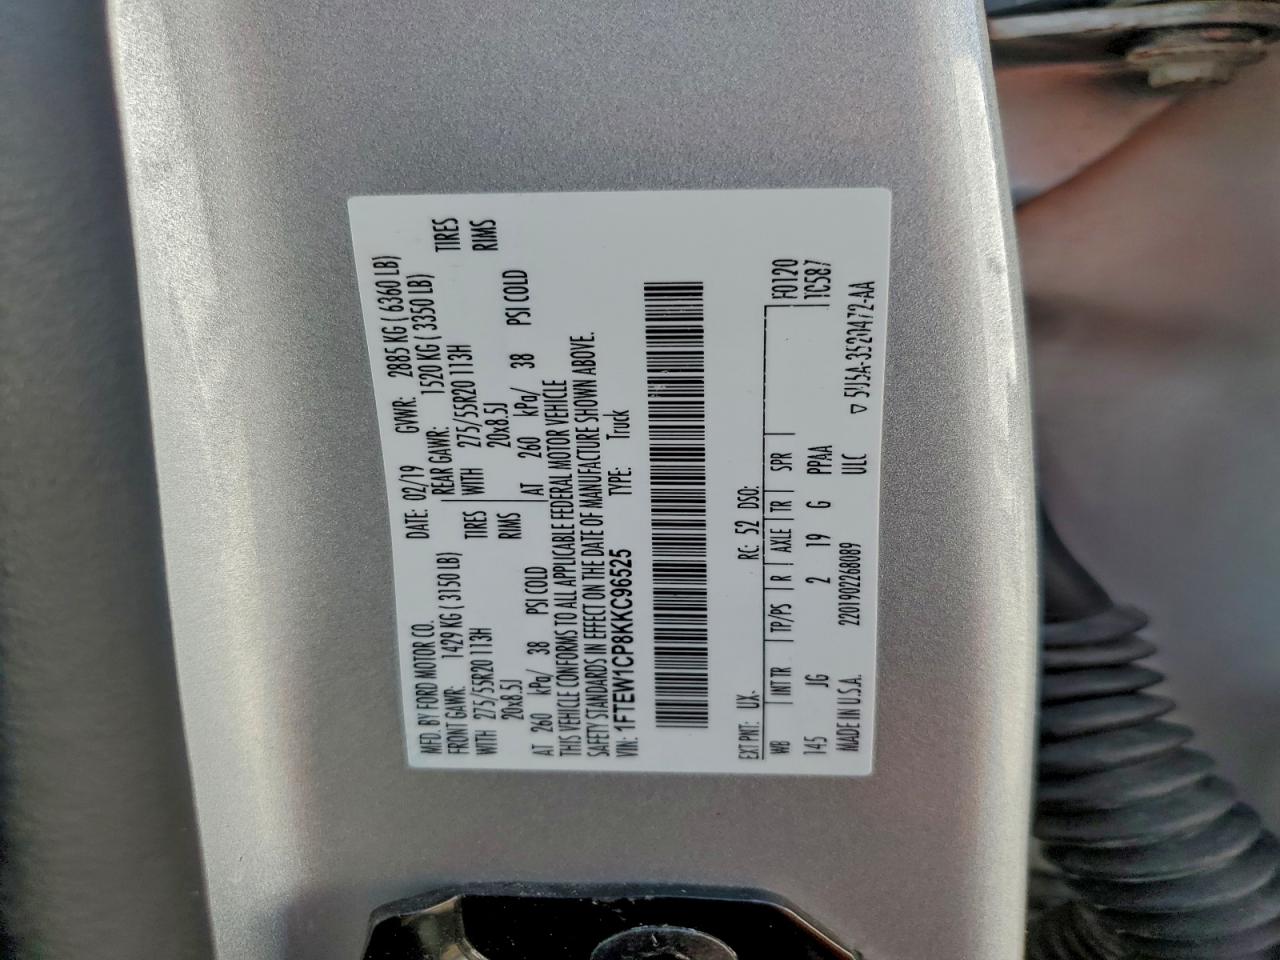 MFD. BY FORD MOTOR CO. DATE: 02/19 GVWR: 2885 KG ( 6360 LB)
FRONT GAWR: 1429 KG ( 3150 LB) REAR GAWR: 1520 KG ( 3350 LB)
WITH 275/55R20 113H TIRES WITH 275/55R20 113H TIRES
20x8.5J RIMS 20x8.5J RIMS
AT 260 kPa/ 38 PSI COLD AT 260 kPa/ 38 PSI COLD
THIS VEHICLE CONFORMS TO ALL APPLICABLE FEDERAL MOTOR VEHICLE
SAFETY STANDARDS IN EFFECT ON THE DATE OF MANUFACTURE SHOWN ABOVE.
VIN: 1FTEW1CP8KKC96525 TYPE: Truck
EXT PNT: UX RC: 52 DSO:
WB INT TR TP/PS R AXLE TR SPR F0120
145 JG 2 19 G PPAA TC587
MADE IN U.S.A. 2201902268089 ULC